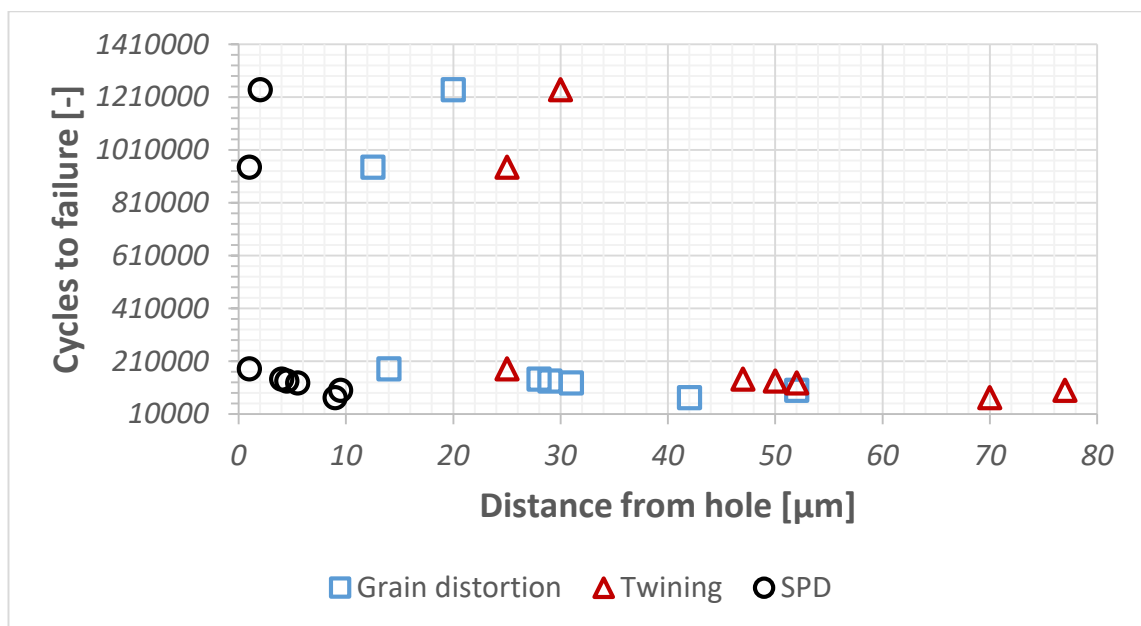 Cycles to failure [-]
1410000
1210000
1010000
810000
610000
410000
210000
10000
0 10 20 30 40 50 60 70 80
Distance from hole [µm]
Grain distortion Twining SPD